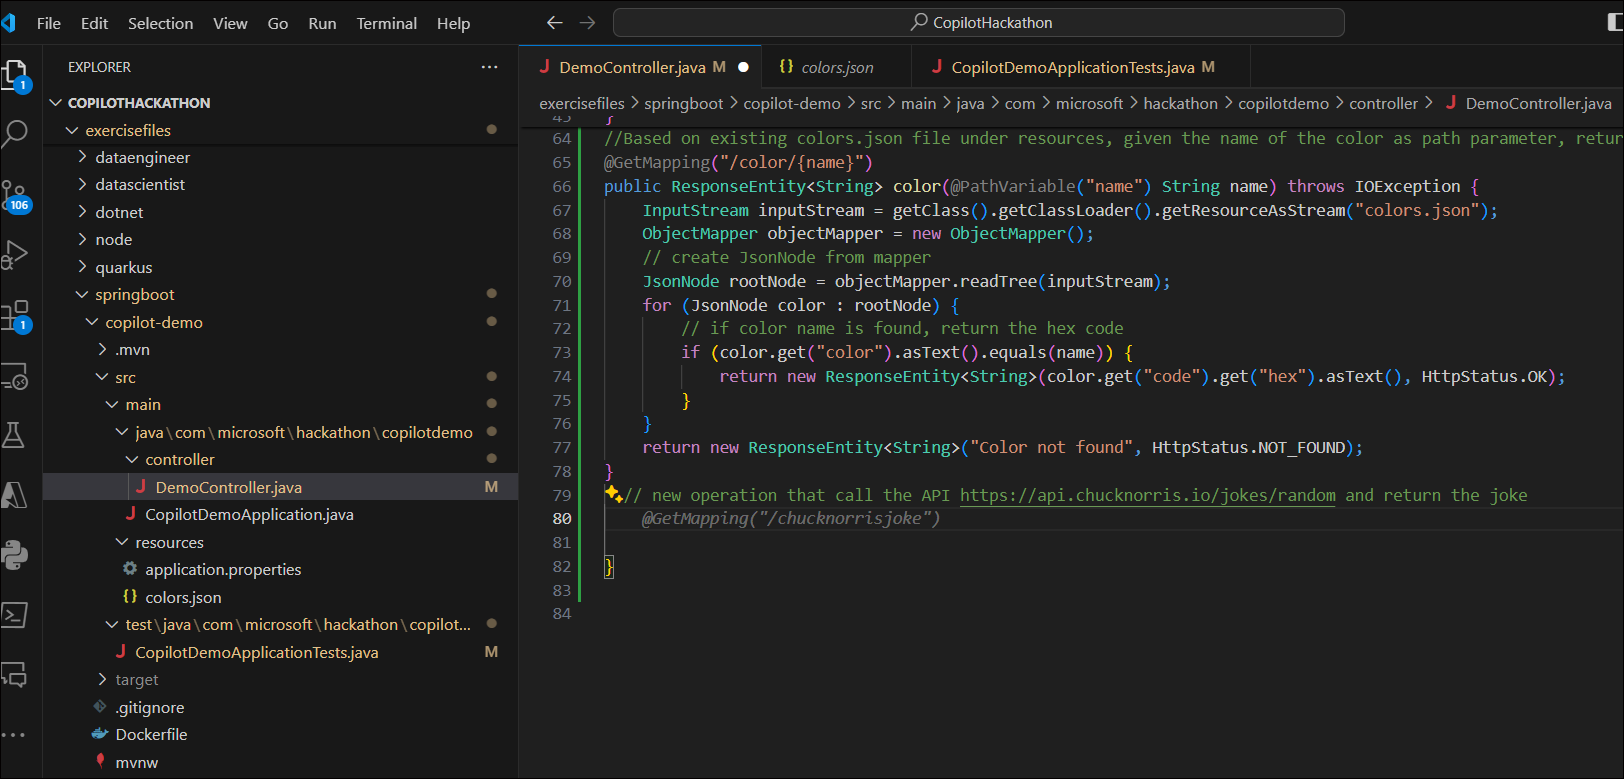 File Edit Selection View Go Run Terminal Help
CopilotHackathon
EXPLORER
DemoController.java M
colors.json
CopilotDemoApplicationTests.java M
exercisefiles > springboot > copilot-demo > src > main > java > com > microsoft > hackathon > copilotdemo > controller > DemoController.java
1
106
1
COPILOTHACKATHON
exercisefiles
dataengineer
datascientist
dotnet
node
quarkus
springboot
copilot-demo
.mvn
src
main
java\com\microsoft\hackathon\copilotdemo
controller
DemoController.java M
CopilotDemoApplication.java
resources
application.properties
colors.json
test\java\com\microsoft\hackathon\copilot...
CopilotDemoApplicationTests.java M
target
.gitignore
Dockerfile
mvnw
64 //Based on existing colors.json file under resources, given the name of the color as path parameter, retur
65 @GetMapping("/color/{name}")
66 public ResponseEntity<String> color(@PathVariable("name") String name) throws IOException {
67 InputStream inputStream = getClass().getClassLoader().getResourceAsStream("colors.json");
68 ObjectMapper objectMapper = new ObjectMapper();
69 // create JsonNode from mapper
70 JsonNode rootNode = objectMapper.readTree(inputStream);
71 for (JsonNode color : rootNode) {
72 // if color name is found, return the hex code
73 if (color.get("color").asText().equals(name)) {
74 return new ResponseEntity<String>(color.get("code").get("hex").asText(), HttpStatus.OK);
75 }
76 }
77 return new ResponseEntity<String>("Color not found", HttpStatus.NOT_FOUND);
78 }
79 // new operation that call the API https://api.chucknorris.io/jokes/random and return the joke
80 @GetMapping("/chucknorrisjoke")
81
82 }
83
84